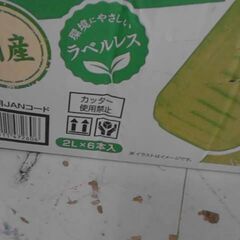 環境にやさしい
ラベルレス
産
用JANコード
カッター
使用禁止
2L×6本入
※イラストはイメージです。